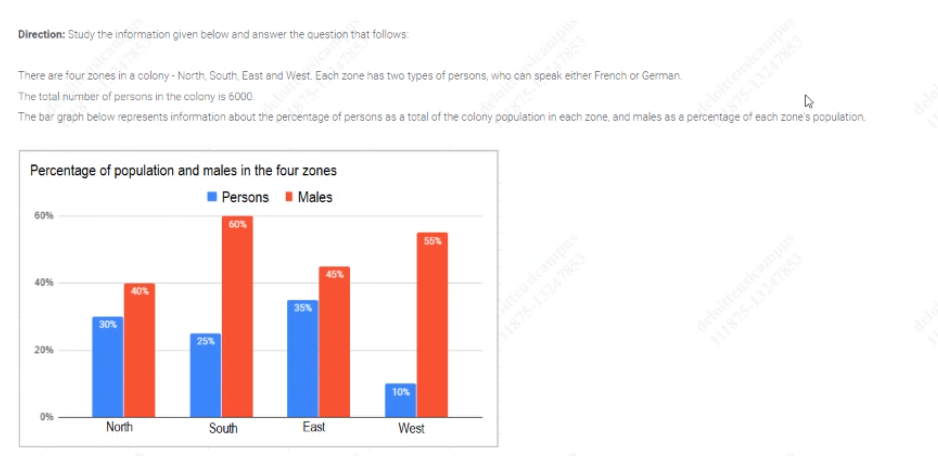 Direction: Study the information given below and answer the question that follows:
There are four zones in a colony - North, South, East and West. Each zone has two types of persons, who can speak either French or German.
The total number of persons in the colony is 6000.
The bar graph below represents information about the percentage of persons as a total of the colony population in each zone, and males as a percentage of each zone's population.
Percentage of population and males in the four zones
Persons Males
60%
60%
55%
45%
40%
40%
35%
30%
25%
20%
10%
0%
North South East West